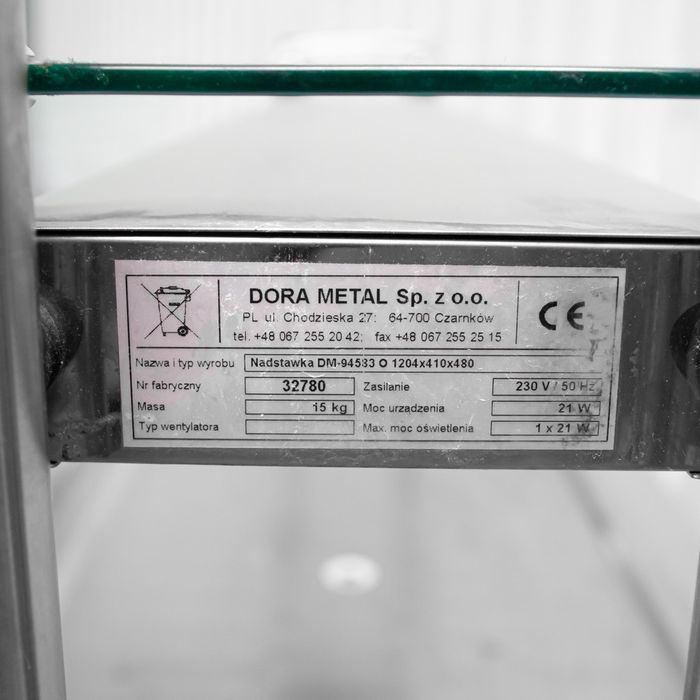 DORA METAL Sp. z o.o.
PL ul. Chodzieska 27; 64-700 Czarnków
tel. +48 067 255 20 42; fax +48 067 255 25 15
CE
Nazwa i typ wyrobu Nadstawka DM-94533 O 1204x410x480
Nr fabryczny 32780 Zasilanie 230 V / 50 Hz
Masa 15 kg Moc urządzenia 21 W
Typ wentylatora Max. moc oświetlenia 1 x 21 W